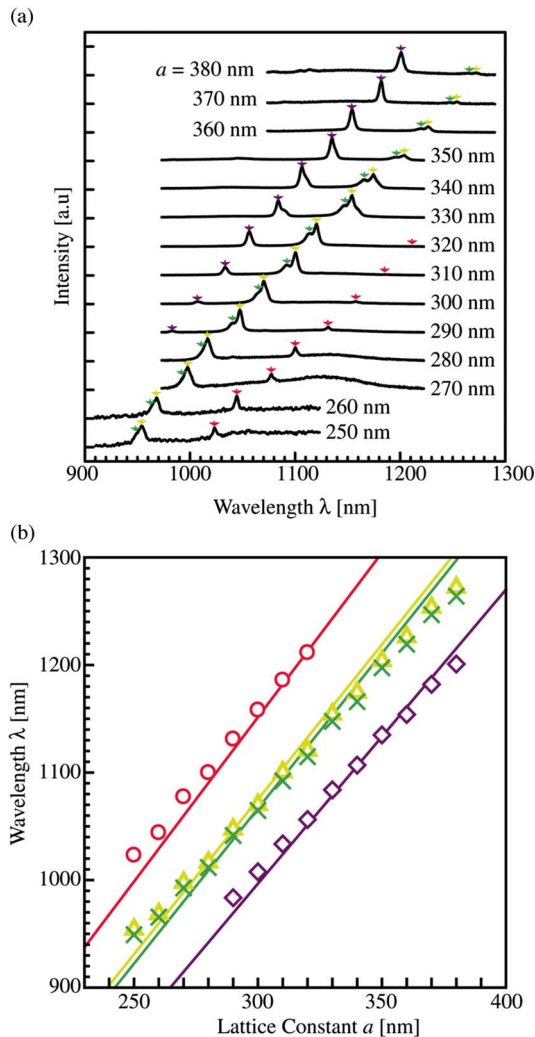 (a)
a = 380 nm
370 nm
360 nm
350 nm
340 nm
330 nm
320 nm
310 nm
300 nm
290 nm
280 nm
270 nm
260 nm
250 nm
Intensity [a.u]
900 1000 1100 1200 1300
Wavelength λ [nm]
(b)
1300
1200
1100
1000
900
Wavelength λ [nm]
250 300 350 400
Lattice Constant a [nm]